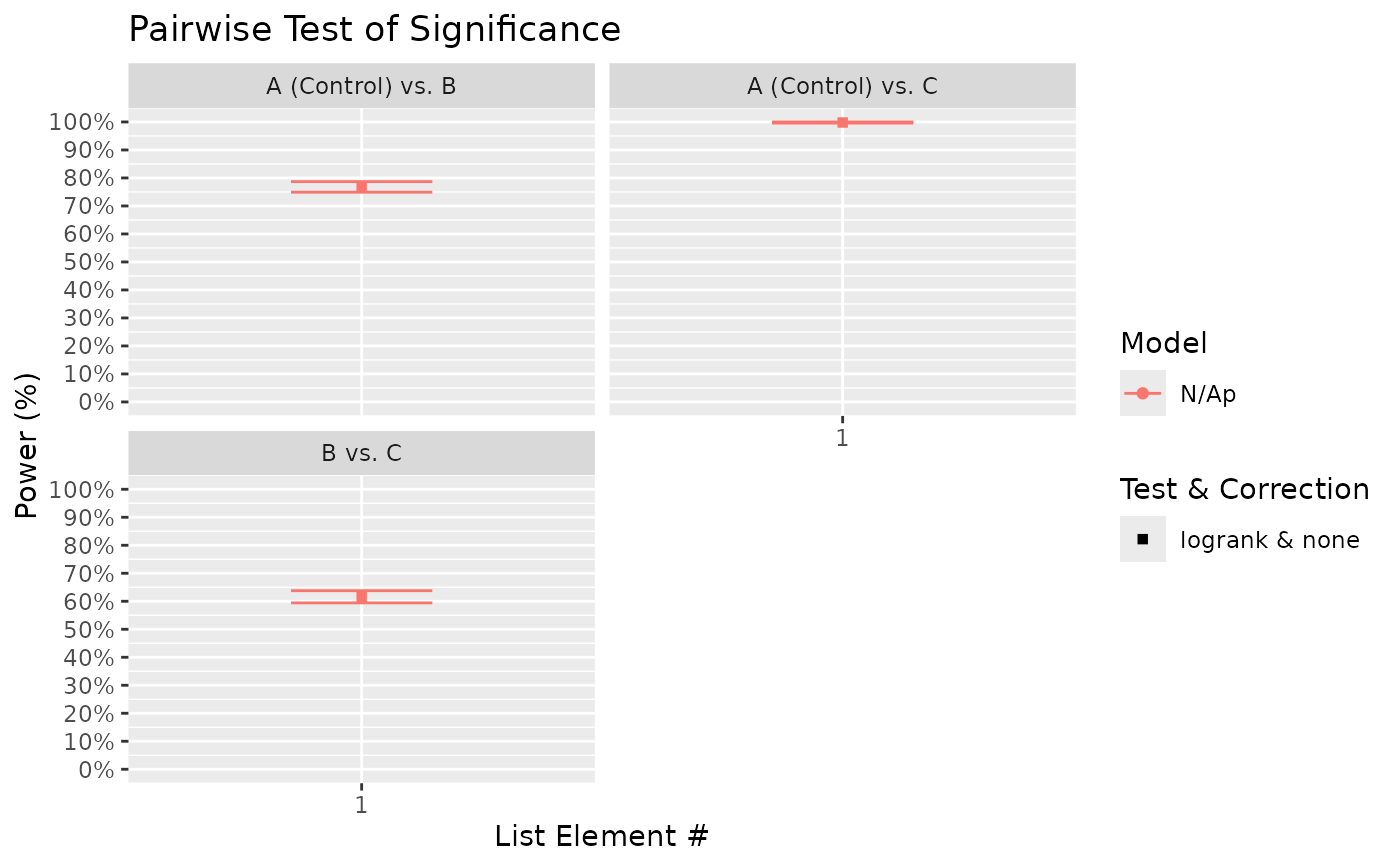 Pairwise Test of Significance
A (Control) vs. B
A (Control) vs. C
100%
90%
80%
70%
60%
50%
40%
30%
20%
10%
0%
1
B vs. C
100%
90%
80%
70%
60%
50%
40%
30%
20%
10%
0%
1
Power (%)
List Element #
Model
N/Ap
Test & Correction
logrank & none